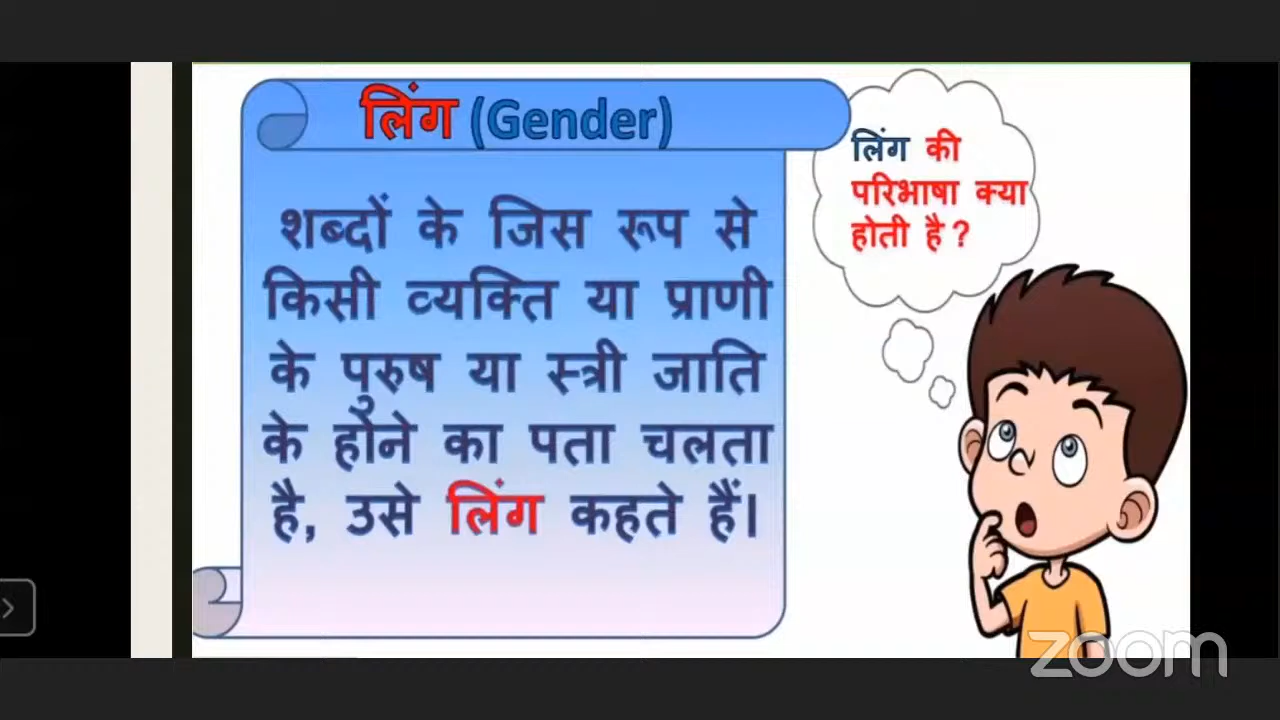 लिंग (Gender)
शब्दों के जिस रूप से
किसी व्यक्ति या प्राणी
के पुरुष या स्त्री जाति
के होने का पता चलता
है, उसे लिंग कहते हैं।
लिंग की
परिभाषा क्या
होती है ?
zoom